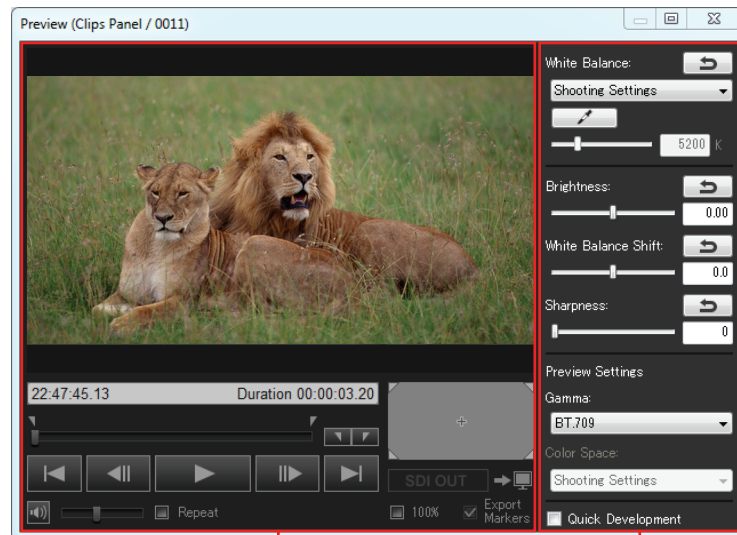 Preview (Clips Panel / 0011)
White Balance:
Shooting Settings
5200 K
Brightness:
0.00
White Balance Shift:
0.0
Sharpness:
0
Preview Settings
Gamma:
BT.709
Color Space:
Shooting Settings
Quick Development
22:47:45.13 Duration 00:00:03.20
SDI OUT
Repeat
100%
Export
Markers